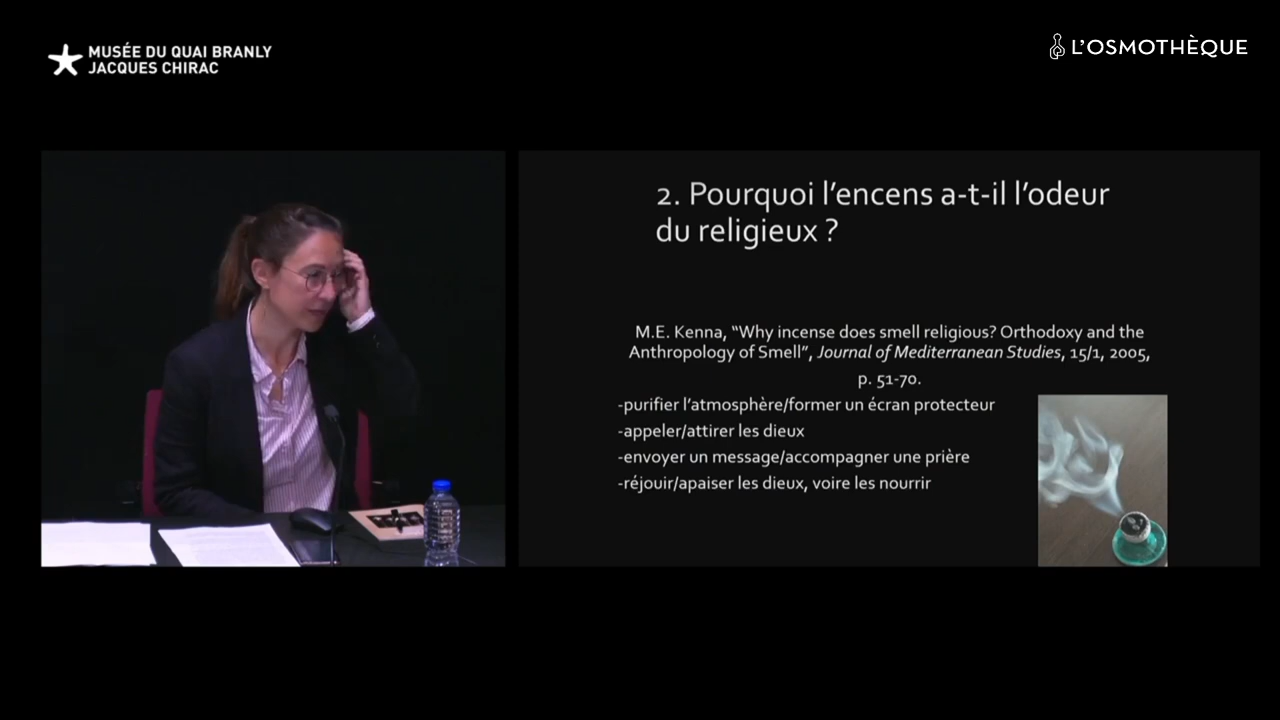 MUSÉE DU QUAI BRANLY
JACQUES CHIRAC
L'OSMOTHÈQUE
2. Pourquoi l'encens a-t-il l'odeur
du religieux ?
M.E. Kenna, “Why incense does smell religious? Orthodoxy and the
Anthropology of Smell”, Journal of Mediterranean Studies, 15/1, 2005,
p. 51-70.
-purifier l'atmosphère/former un écran protecteur
-appeler/attirer les dieux
-envoyer un message/accompagner une prière
-réjouir/apaiser les dieux, voire les nourrir